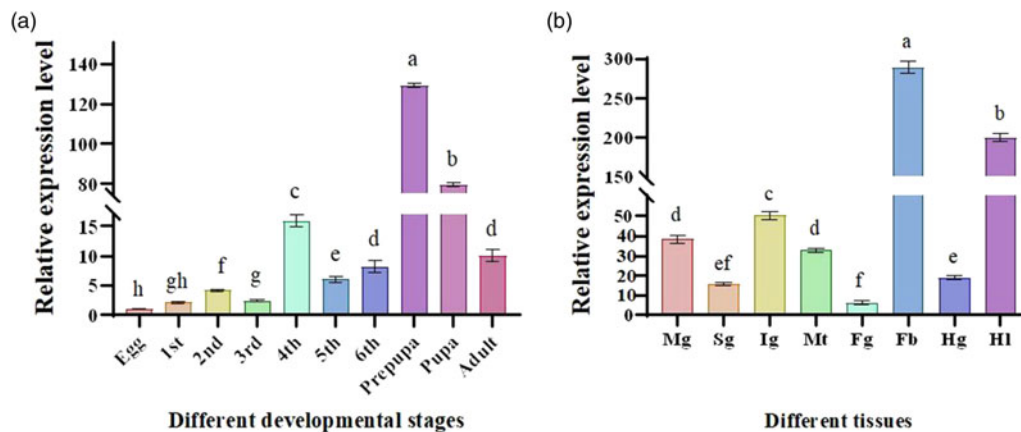 (a)
Relative expression level
140
120
100
80
15
10
5
0
h
gh
f
g
c
e
d
a
b
d
Egg
1st
2nd
3rd
4th
5th
6th
Prepupa
Pupa
Adult
Different developmental stages
(b)
Relative expression level
300
250
200
150
50
40
30
20
10
0
d
ef
c
d
f
a
e
b
Mg
Sg
Ig
Mt
Fg
Fb
Hg
Hl
Different tissues